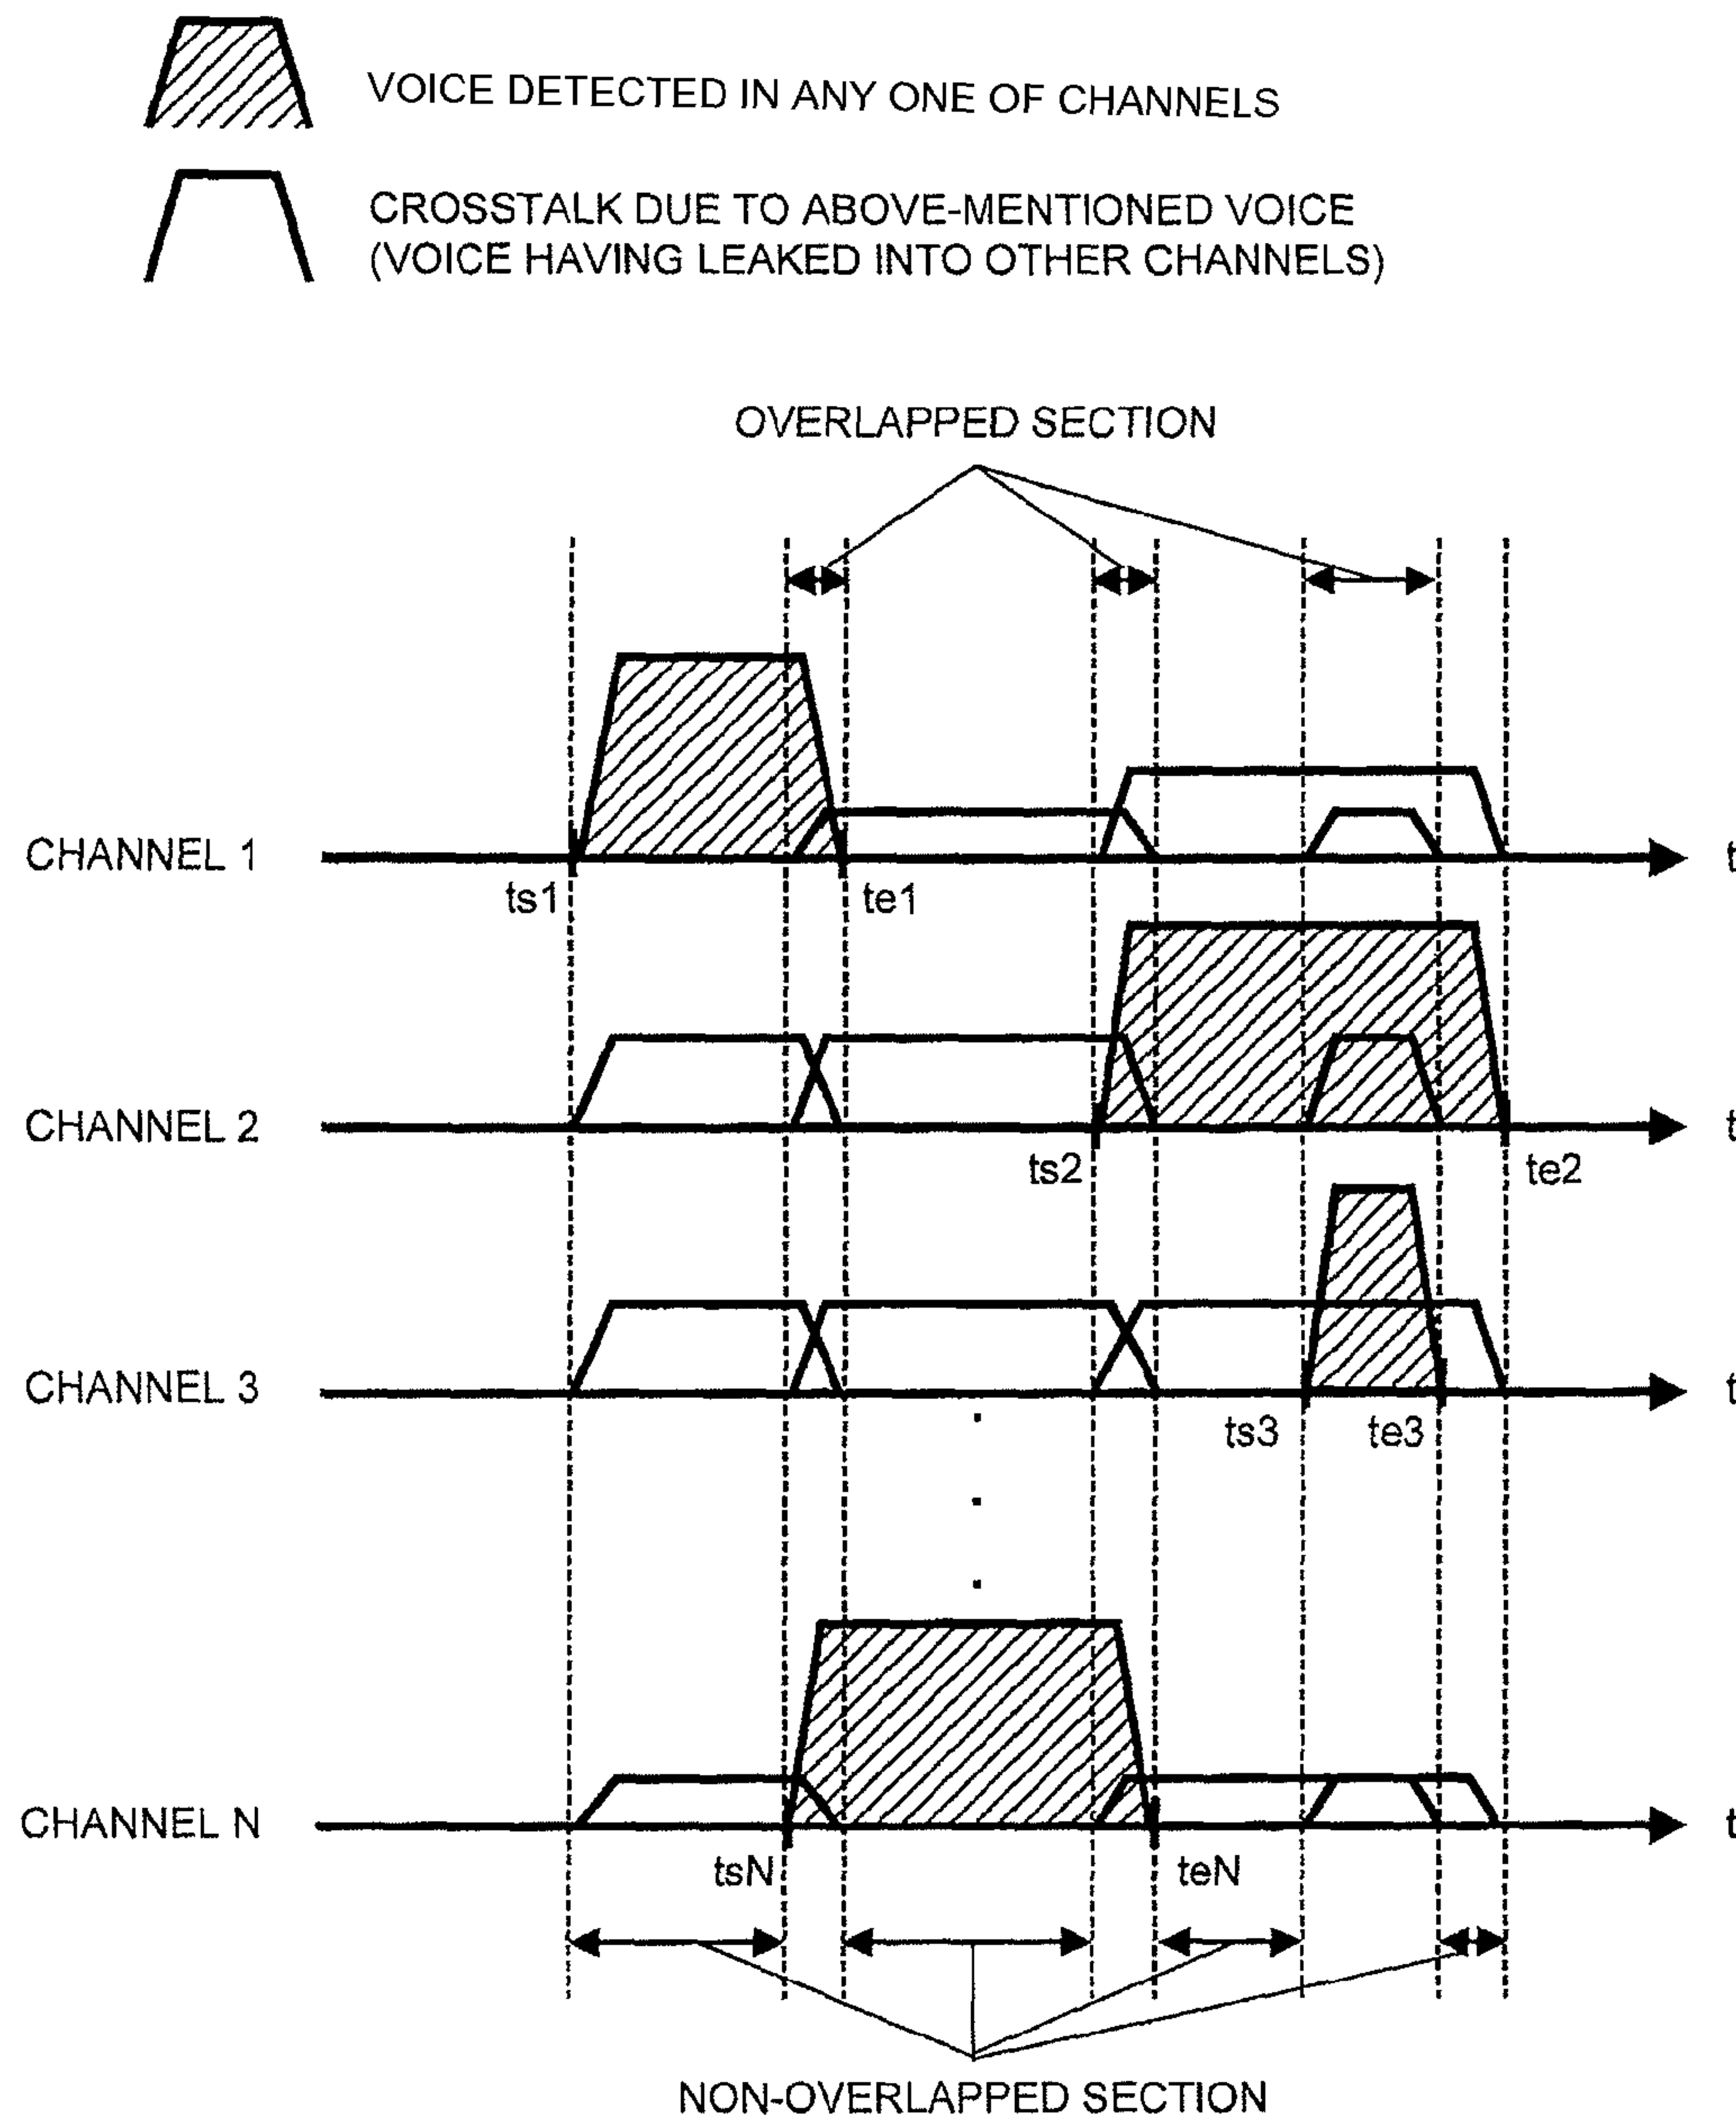 VOICE DETECTED IN ANY ONE OF CHANNELS
CROSSTALK DUE TO ABOVE-MENTIONED VOICE
(VOICE HAVING LEAKED INTO OTHER CHANNELS)
OVERLAPPED SECTION
CHANNEL 1
t
ts1
te1
CHANNEL 2
t
ts2
te2
CHANNEL 3
t
ts3
te3
CHANNEL N
t
tsN
teN
NON-OVERLAPPED SECTION